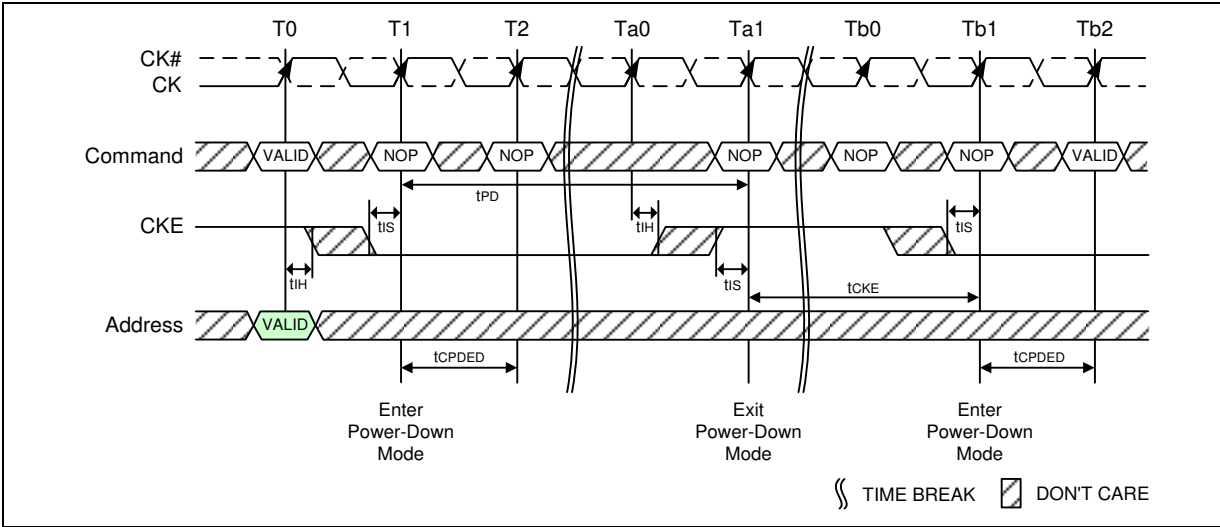 T0 T1 T2 Ta0 Ta1 Tb0 Tb1 Tb2
CK#
CK
Command VALID NOP NOP NOP NOP NOP VALID
tPD
CKE tIS tIH tIS
tIH tIS
tCKE
Address VALID
tCPDED tCPDED
Enter Exit Enter
Power-Down Power-Down Power-Down
Mode Mode Mode
TIME BREAK DON'T CARE